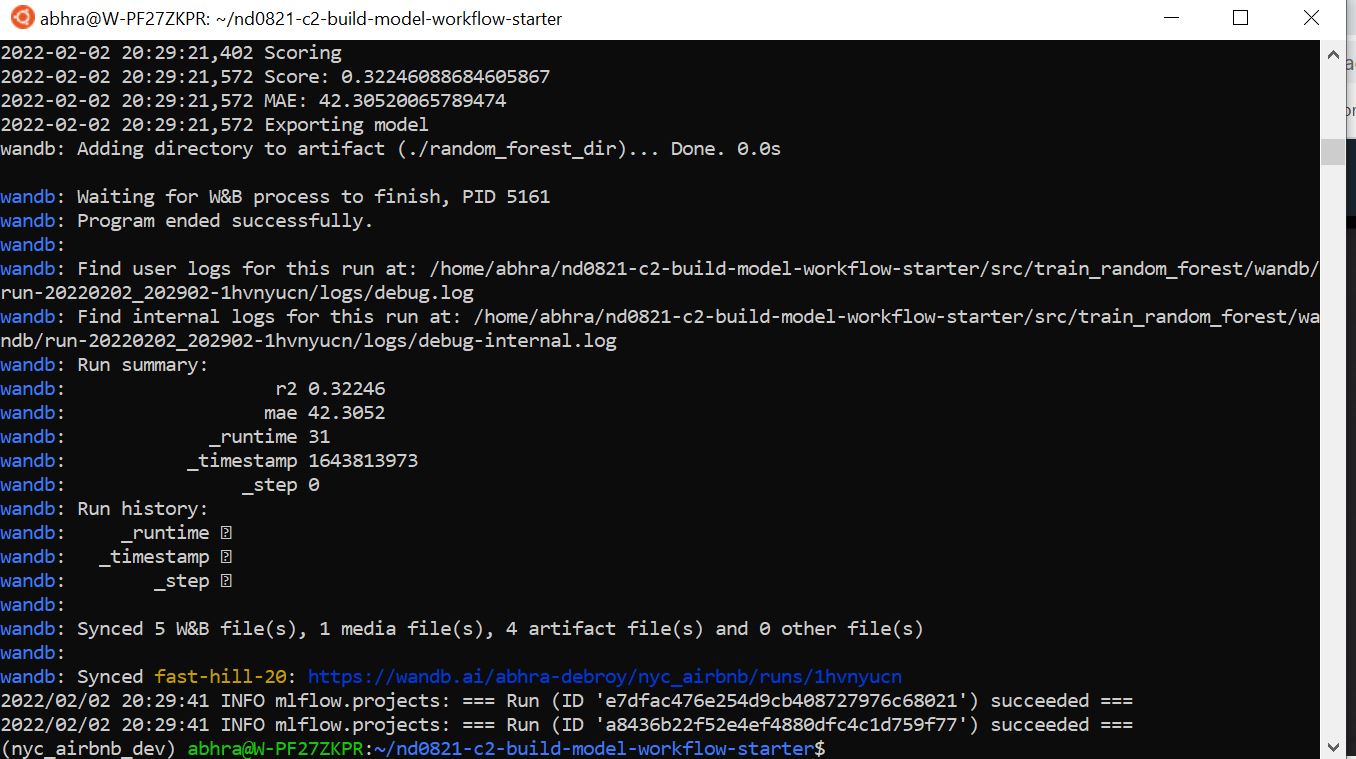 abhra@W-PF27ZKPR: ~/nd0821-c2-build-model-workflow-starter
2022-02-02 20:29:21,402 Scoring
2022-02-02 20:29:21,572 Score: 0.32246088684605867
2022-02-02 20:29:21,572 MAE: 42.30520065789474
2022-02-02 20:29:21,572 Exporting model
wandb: Adding directory to artifact (./random_forest_dir)... Done. 0.0s
wandb: Waiting for W&B process to finish, PID 5161
wandb: Program ended successfully.
wandb:
wandb: Find user logs for this run at: /home/abhra/nd0821-c2-build-model-workflow-starter/src/train_random_forest/wandb/
run-20220202_202902-1hvnyucn/logs/debug.log
wandb: Find internal logs for this run at: /home/abhra/nd0821-c2-build-model-workflow-starter/src/train_random_forest/wa
ndb/run-20220202_202902-1hvnyucn/logs/debug-internal.log
wandb: Run summary:
wandb: r2 0.32246
wandb: mae 42.3052
wandb: _runtime 31
wandb: _timestamp 1643813973
wandb: _step 0
wandb: Run history:
wandb: _runtime
wandb: _timestamp
wandb: _step
wandb:
wandb: Synced 5 W&B file(s), 1 media file(s), 4 artifact file(s) and 0 other file(s)
wandb:
wandb: Synced fast-hill-20: https://wandb.ai/abhra-debroy/nyc_airbnb/runs/1hvnyucn
2022/02/02 20:29:41 INFO mlflow.projects: === Run (ID 'e7dfac476e254d9cb408727976c68021') succeeded ===
2022/02/02 20:29:41 INFO mlflow.projects: === Run (ID 'a8436b22f52e4ef4880dfc4c1d759f77') succeeded ===
(nyc_airbnb_dev) abhra@W-PF27ZKPR:~/nd0821-c2-build-model-workflow-starter$